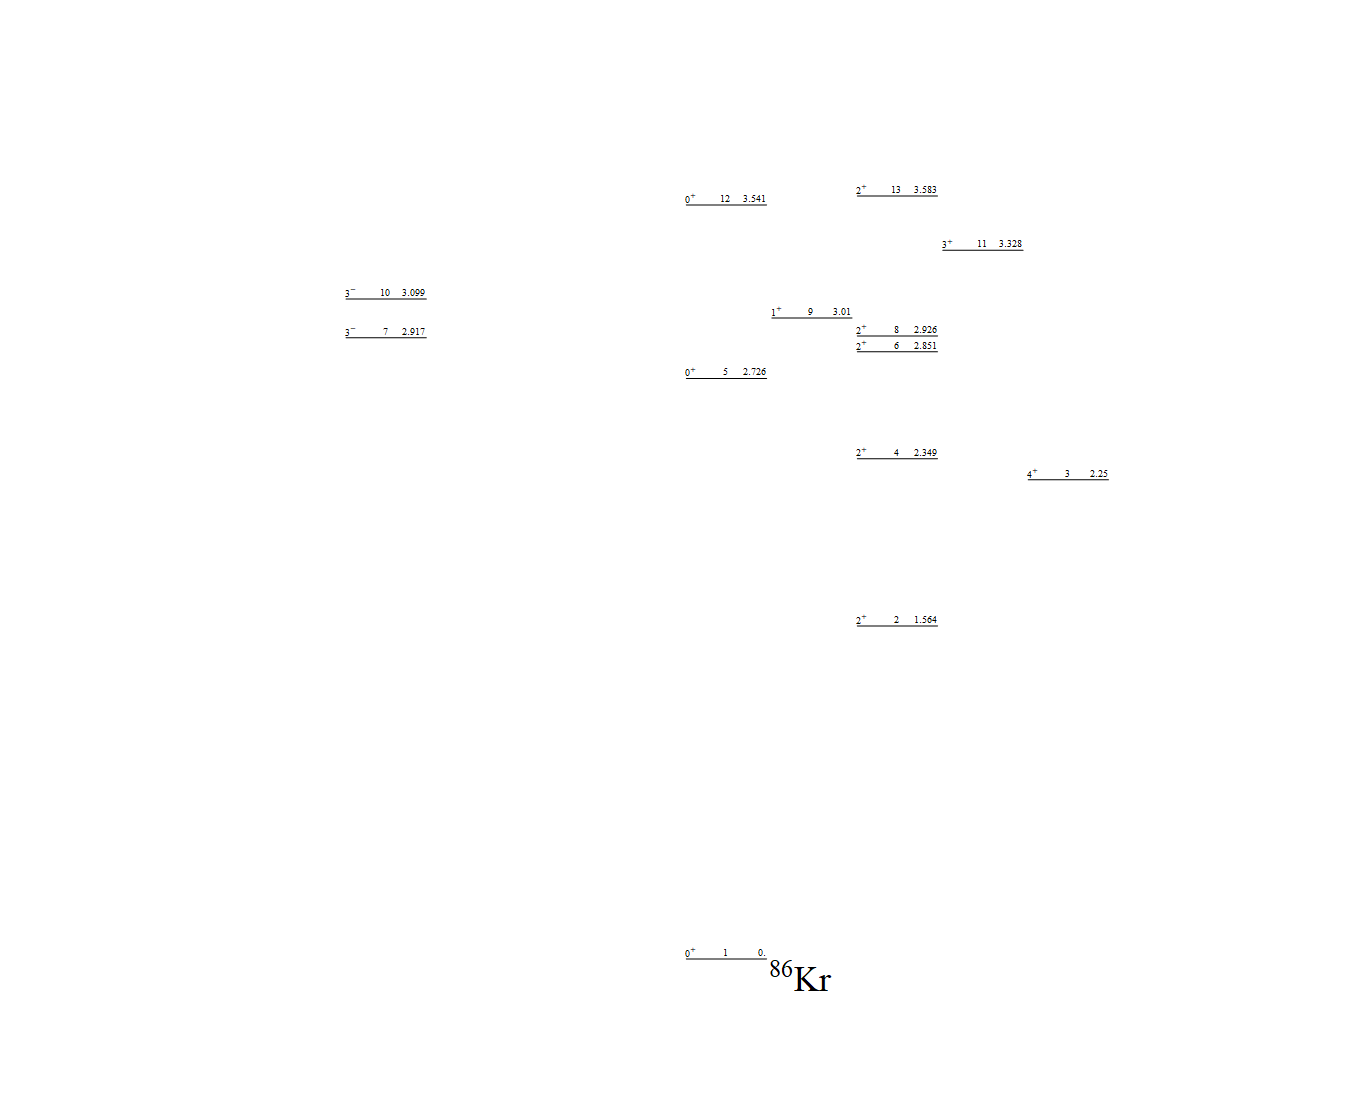 2⁺ 13 3.583
0⁺ 12 3.541
3⁺ 11 3.328
3⁻ 10 3.099
1⁺ 9 3.01
2⁺ 8 2.926
3⁻ 7 2.917
2⁺ 6 2.851
0⁺ 5 2.726
2⁺ 4 2.349
4⁺ 3 2.25
2⁺ 2 1.564
0⁺ 1 0.
⁸⁶Kr